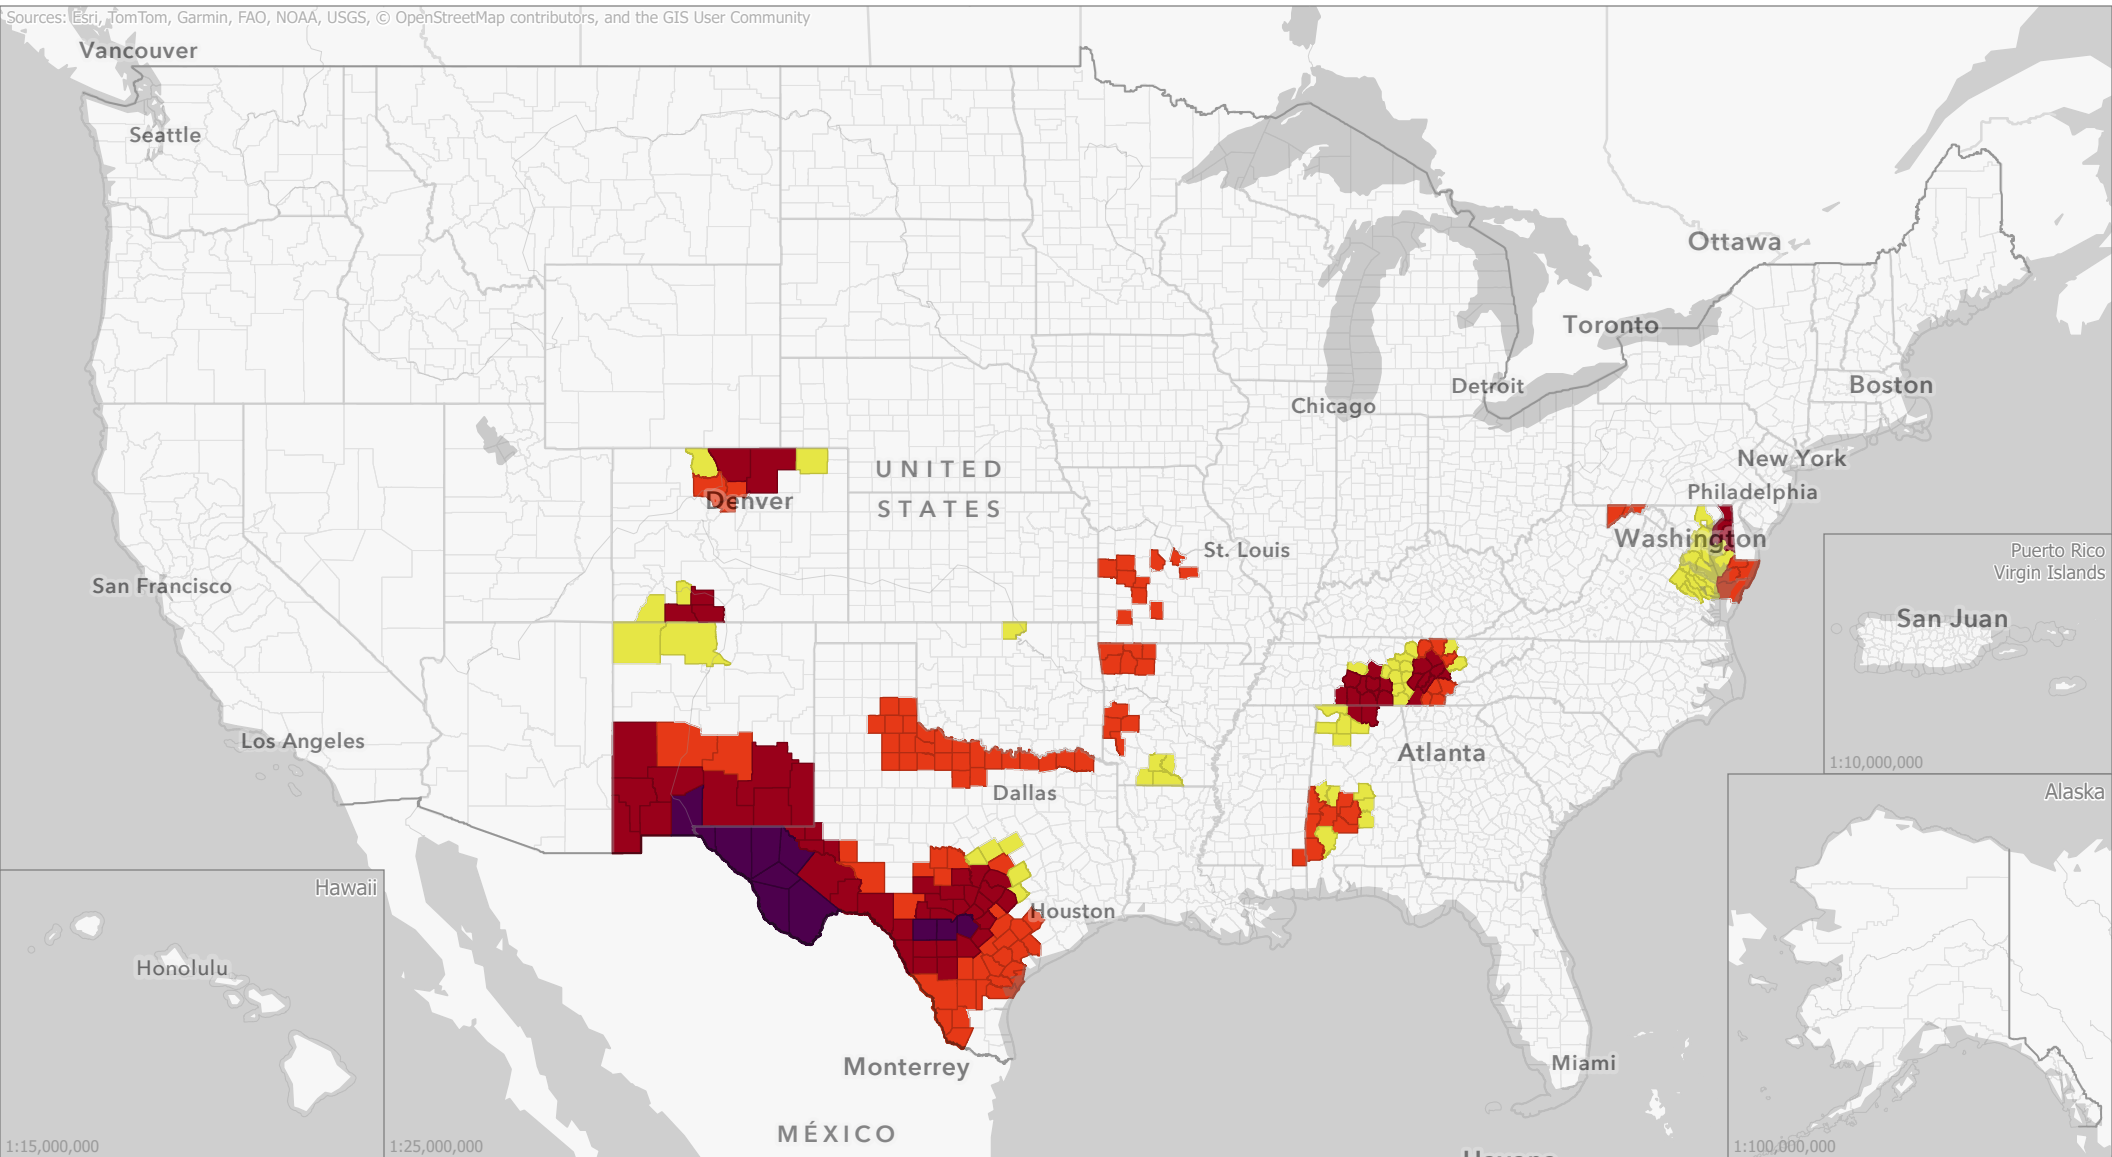 Sources: Esri, TomTom, Garmin, FAO, NOAA, USGS, © OpenStreetMap contributors, and the GIS User Community
Vancouver
Seattle
Ottawa
Toronto
Detroit
Boston
Chicago
New York
UNITED
STATES
Philadelphia
Denver
Washington
St. Louis
San Francisco
Puerto Rico
Virgin Islands
San Juan
1:10,000,000
Los Angeles
Atlanta
Dallas
Alaska
Hawaii
Houston
Honolulu
Monterrey
Miami
MÉXICO
1:15,000,000
1:25,000,000
1:100,000,000